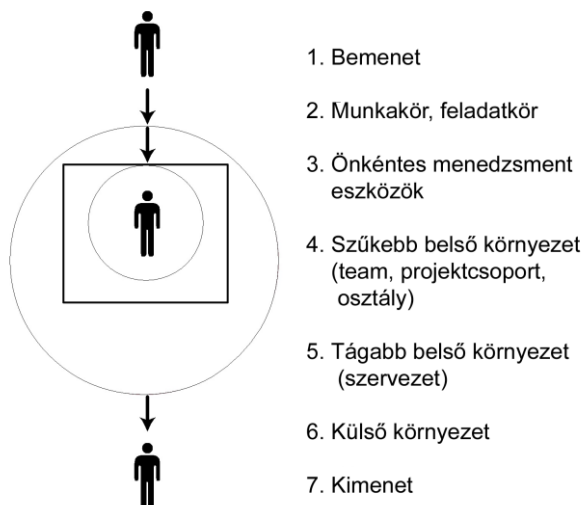 1. Bemenet
2. Munkakör, feladatkör
3. Önkéntes menedzsment
eszközök
4. Szűkebb belső környezet
(team, projektcsoport,
osztály)
5. Tágabb belső környezet
(szervezet)
6. Külső környezet
7. Kimenet